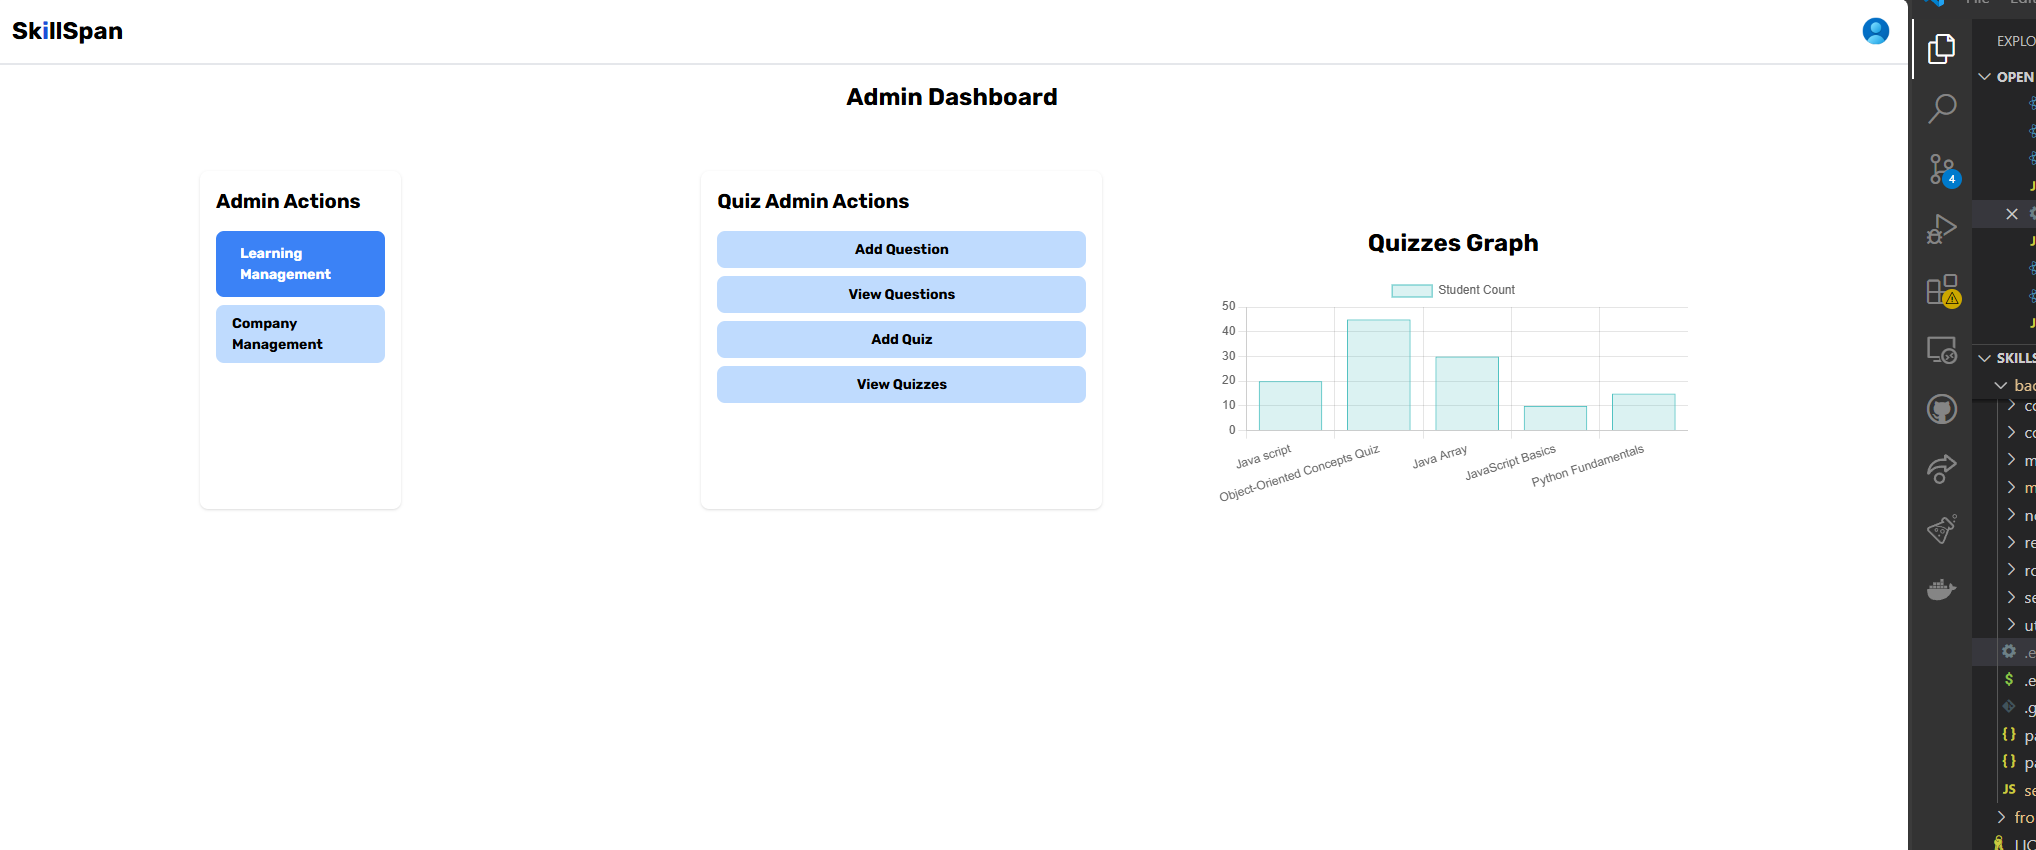 SkillSpan
Admin Dashboard
Admin Actions
Learning
Management
Company
Management
Quiz Admin Actions
Add Question
View Questions
Add Quiz
View Quizzes
Quizzes Graph
Student Count
50
40
30
20
10
0
Java script
Object-Oriented Concepts Quiz
Java Array
JavaScript Basics
Python Fundamentals
4
EXPLO
OPEN
J
J
J
SKILLS
bac
co
co
m
m
re
ro
se
ut
.e
$ .e
.g
{} pa
{} pa
JS se
fro